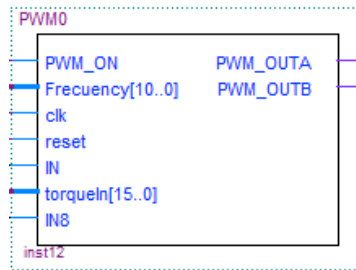 PWM0
PWM_ON PWM_OUTA
Frecuency[10..0] PWM_OUTB
clk
reset
IN
torqueIn[15..0]
IN8
inst12